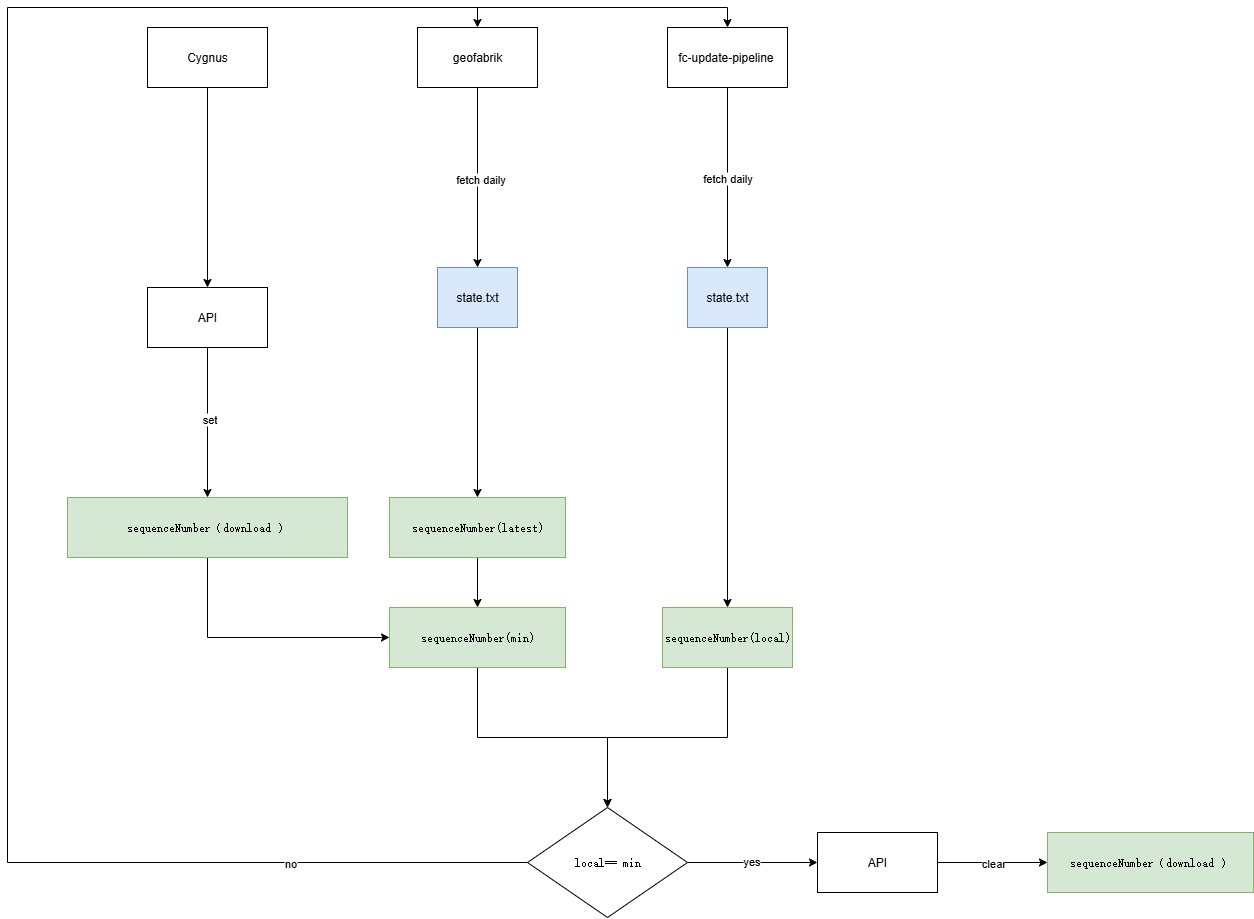 Cygnus
geofabrik
fc-update-pipeline
fetch daily
fetch daily
state.txt
state.txt
API
set
sequenceNumber（download ）
sequenceNumber(latest)
sequenceNumber(min)
sequenceNumber(local)
local== min
no
yes
API
clear
sequenceNumber（download ）